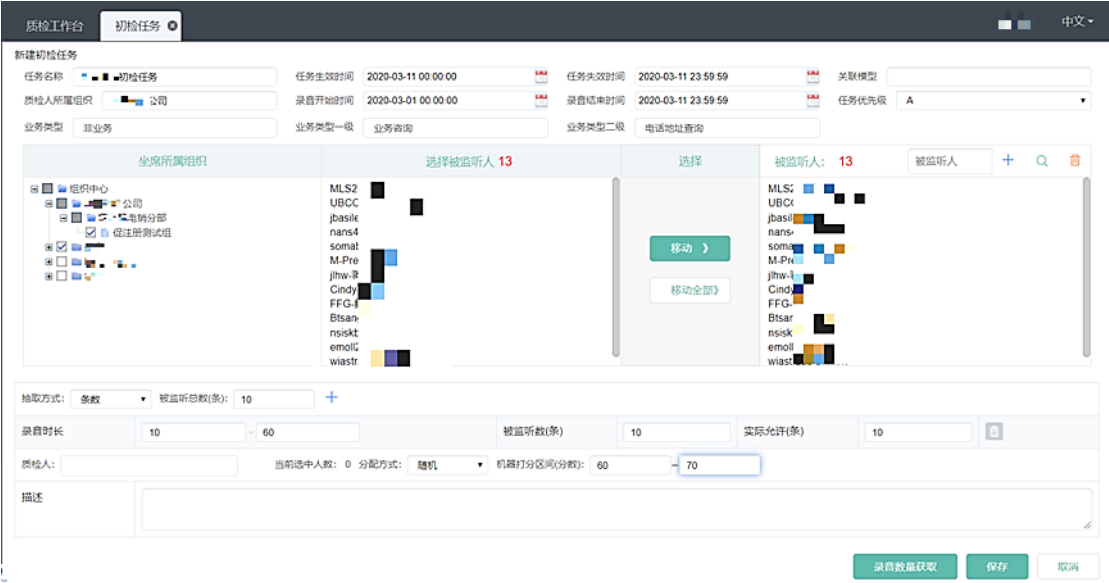 质检工作台 初检任务 中文
新建初检任务
任务名称 初检任务 任务生效时间 2020-03-11 00:00:00 任务失效时间 2020-03-11 23:59:59 关联模型
质检人所属组织 公司 录音开始时间 2020-03-01 00:00:00 录音结束时间 2020-03-11 23:59:59 任务优先级 A
业务类型 非业务 业务类型一级 业务咨询 业务类型二级 电话地址查询
坐席所属组织 选择被监听人 13 选择 被监听人: 13 被监听人
组织中心 MLS2 MLS2
公司 UBCC UBCC
电销分部 jbasile jbasil
促注册测试组 nans4 nans
somat soma
M-Pre 移动 M-Pre
jlhw- jlhw-
Cindy 移动全部 Cindy
FFG- FFG-
Btsan Btsar
nsiskt nsisk
emoll2 emoll
wiastr wiast
抽取方式: 条数 被监听总数(条): 10
录音时长 10 - 60 被监听数(条) 10 实际允许(条) 10
质检人: 当前选中人数: 0 分配方式: 随机 机器打分区间(分数): 60 - 70
描述
录音数量获取 保存 取消